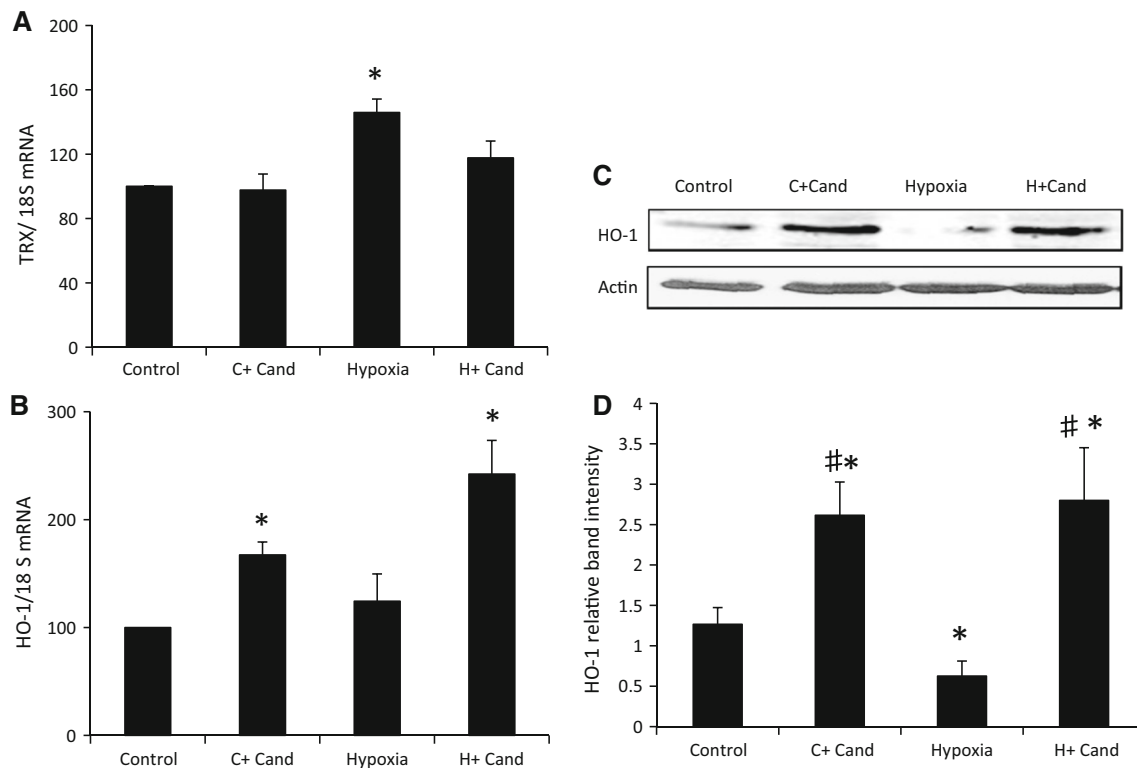 A
200
160
120
80
40
0
TRX/ 18S mRNA
*
Control C+ Cand Hypoxia H+ Cand
B
300
200
100
0
HO-1/18 S mRNA
* *
Control C+ Cand Hypoxia H+ Cand
C
Control C+Cand Hypoxia H+Cand
HO-1
Actin
D
4
3.5
3
2.5
2
1.5
1
0.5
0
HO-1 relative band intensity
#* * # *
Control C+ Cand Hypoxia H+ Cand